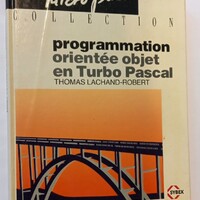 COLLECTION
programmation
orientée objet
en Turbo Pascal
THOMAS LACHAND-ROBERT
SYBEX